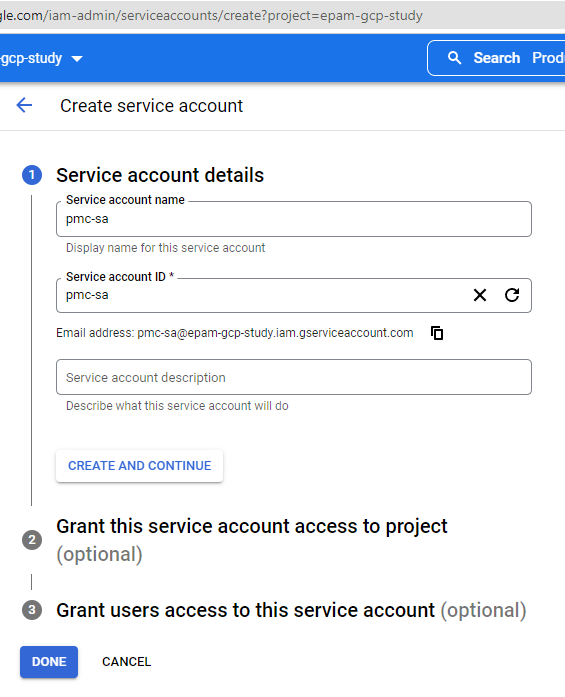 gle.com/iam-admin/serviceaccounts/create?project=epam-gcp-study
-gcp-study
Search Produ
Create service account
1 Service account details
Service account name
pmc-sa
Display name for this service account
Service account ID *
pmc-sa
Email address: pmc-sa@epam-gcp-study.iam.gserviceaccount.com
Service account description
Describe what this service account will do
CREATE AND CONTINUE
2 Grant this service account access to project
(optional)
3 Grant users access to this service account (optional)
DONE CANCEL